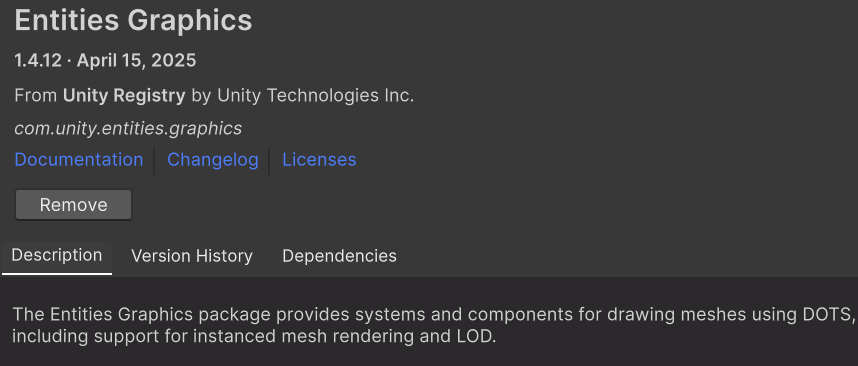 Entities Graphics
1.4.12 · April 15, 2025
From Unity Registry by Unity Technologies Inc.
com.unity.entities.graphics
Documentation Changelog Licenses
Remove
Description Version History Dependencies
The Entities Graphics package provides systems and components for drawing meshes using DOTS,
including support for instanced mesh rendering and LOD.